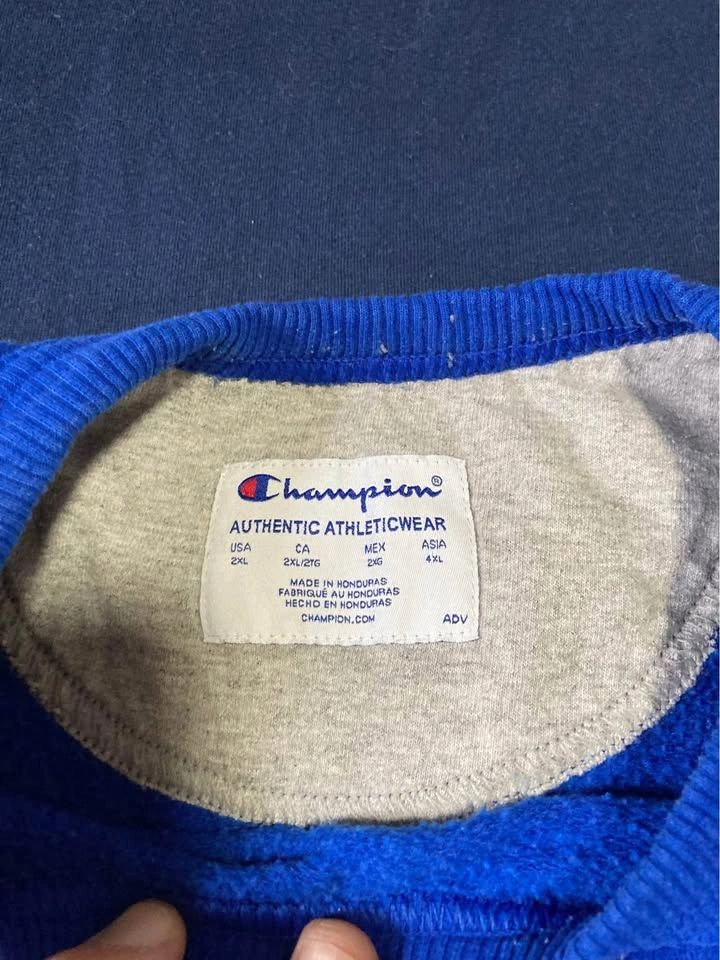 Champion®
AUTHENTIC ATHLETICWEAR
USA CA MEX ASIA
2XL 2XL/2TG 2XG 4XL
MADE IN HONDURAS
FABRIQUÉ AU HONDURAS
HECHO EN HONDURAS
CHAMPION.COM ADV